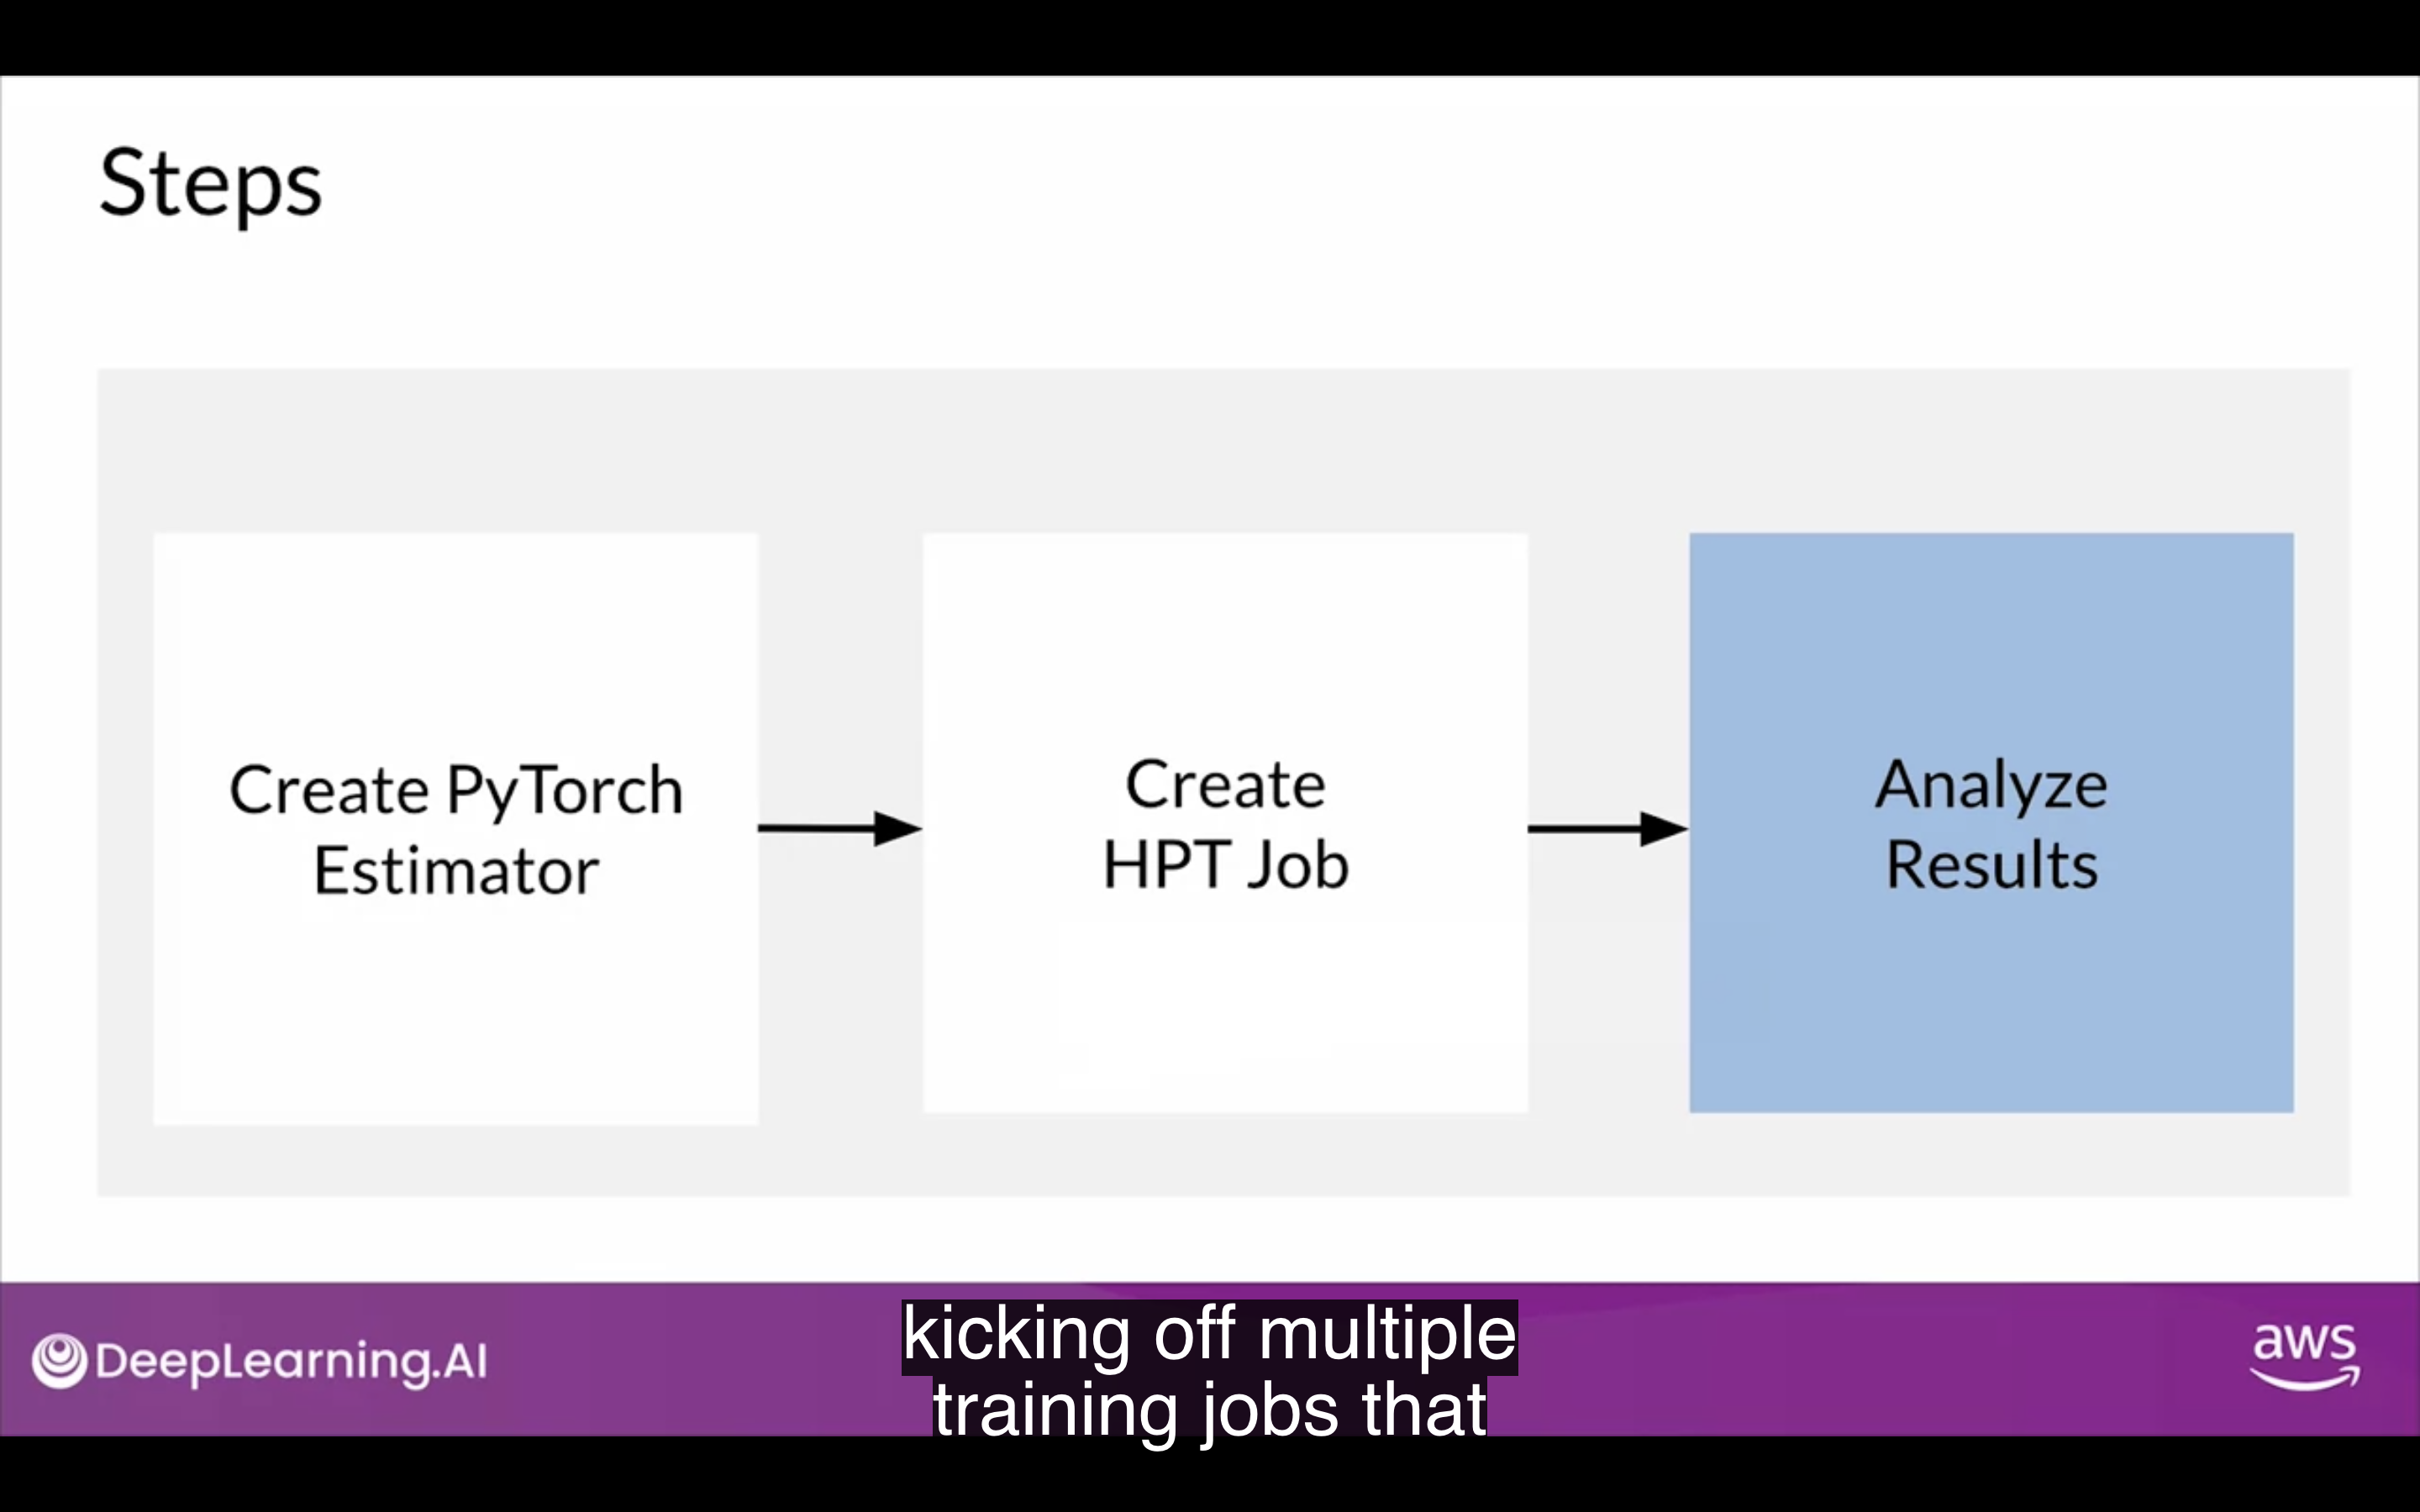 Steps
Create PyTorch
Estimator
Create
HPT Job
Analyze
Results
DeepLearning.AI
kicking off multiple
training jobs that
aws